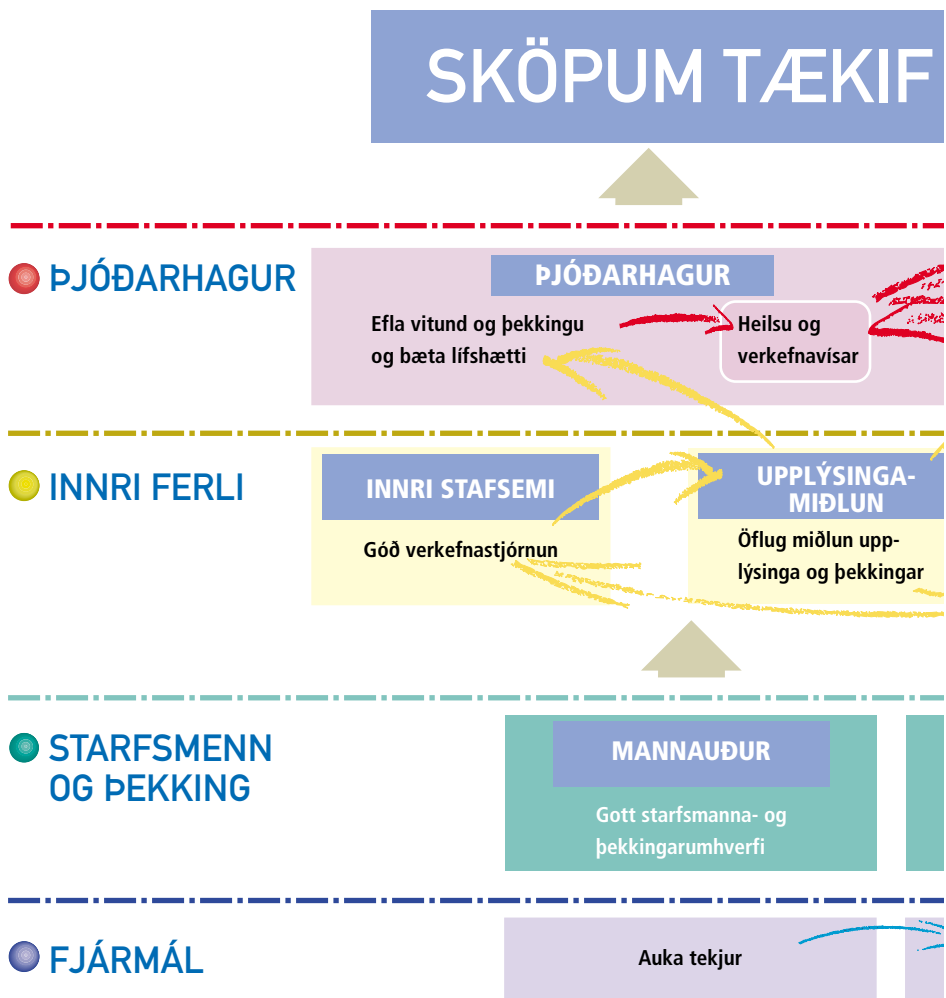 SKÖPUM TÆKIF
ÞJÓÐARHAGUR
ÞJÓÐARHAGUR
Efla vitund og þekkingu
og bæta lífshætti
Heilsu og
verkefnavísar
INNRI FERLI
INNRI STAFSEMI
Góð verkefnastjórnun
UPPLÝSINGA-
MIÐLUN
Öflug miðlun upp-
lýsinga og þekkingar
STARFSMENN
OG ÞEKKING
MANNAUÐUR
Gott starfsmanna- og
þekkingarumhverfi
FJÁRMÁL
Auka tekjur